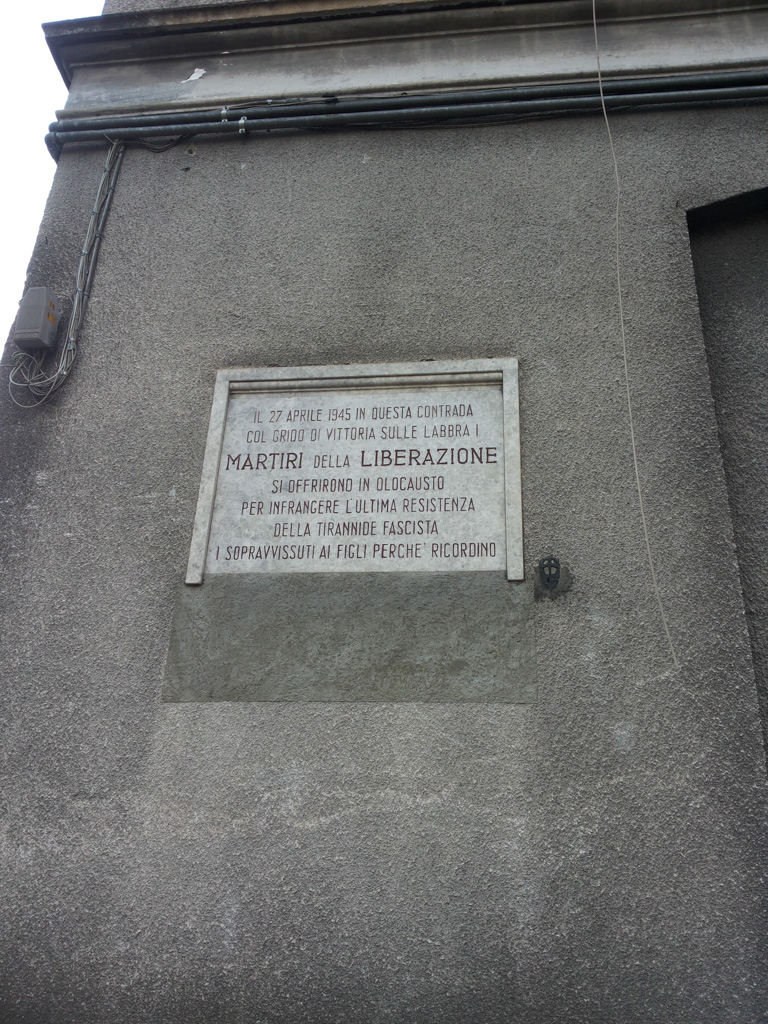 IL 27 APRILE 1945 IN QUESTA CONTRADA
COL GRIDO DI VITTORIA SULLE LABBRA I
MARTIRI DELLA LIBERAZIONE
SI OFFRIRONO IN OLOCAUSTO
PER INFRANGERE L'ULTIMA RESISTENZA
DELLA TIRANNIDE FASCISTA
I SOPRAVVISSUTI AI FIGLI PERCHE' RICORDINO